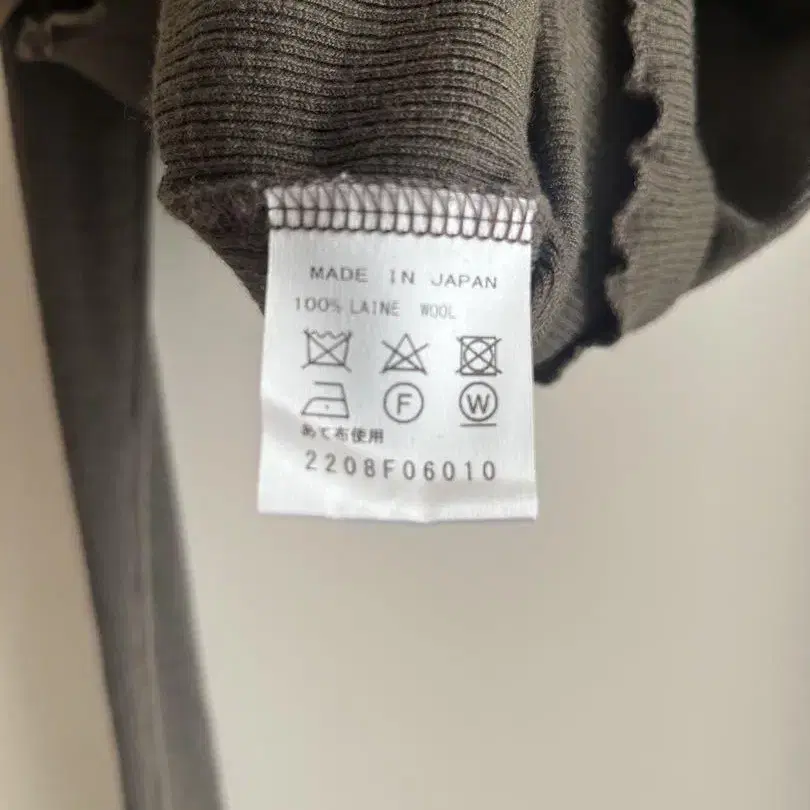 MADE IN JAPAN
100% LAINE WOOL
F W
あて布使用
2208F06010